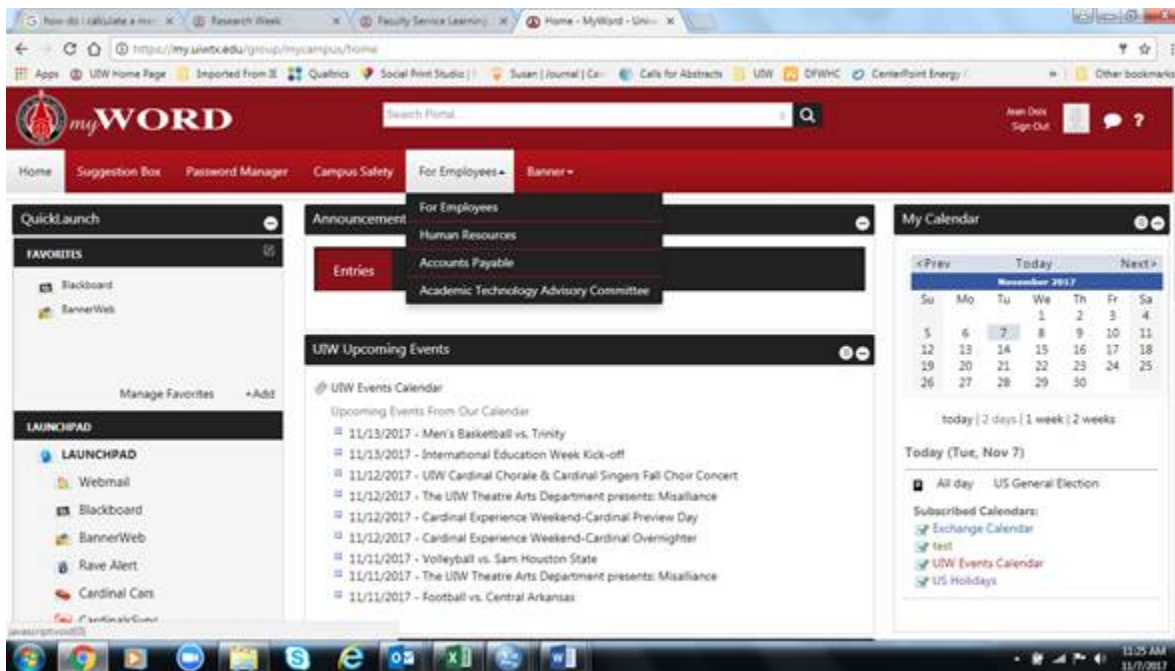 how do i calculate a me
Research Week
Faculty Service Learning
Home - MyWord - Univ
https://my.uiwtx.edu/group/mycampus/home
Apps UIW Home Page Imported From IE Qualtrics Social Print Studio | Susan | Journal | Ca Calls for Abstracts UIW DFWHC CenterPoint Energy Other bookmarks
myWORD
Search Portal...
Sign Out
?
Home Suggestion Box Password Manager Campus Safety For Employees Banner
For Employees
Human Resources
Accounts Payable
Academic Technology Advisory Committee
QuickLaunch
FAVORITES
Blackboard
BannerWeb
Manage Favorites +Add
LAUNCHPAD
LAUNCHPAD
Webmail
Blackboard
BannerWeb
Rave Alert
Cardinal Cars
CardinalSync
javascript:void(0)
Announcement
Entries
UIW Upcoming Events
UIW Events Calendar
Upcoming Events From Our Calendar
11/13/2017 - Men's Basketball vs. Trinity
11/13/2017 - International Education Week Kick-off
11/12/2017 - UIW Cardinal Chorale & Cardinal Singers Fall Choir Concert
11/12/2017 - The UIW Theatre Arts Department presents: Misalliance
11/12/2017 - Cardinal Experience Weekend-Cardinal Preview Day
11/12/2017 - Cardinal Experience Weekend-Cardinal Overnighter
11/11/2017 - Volleyball vs. Sam Houston State
11/11/2017 - The UIW Theatre Arts Department presents: Misalliance
11/11/2017 - Football vs. Central Arkansas
My Calendar
<Prev Today Next>
November 2017
Su Mo Tu We Th Fr Sa
1 2 3 4
5 6 7 8 9 10 11
12 13 14 15 16 17 18
19 20 21 22 23 24 25
26 27 28 29 30
today | 2 days | 1 week | 2 weeks
Today (Tue, Nov 7)
All day US General Election
Subscribed Calendars:
Exchange Calendar
test
UIW Events Calendar
US Holidays
11:25 AM
11/7/2017